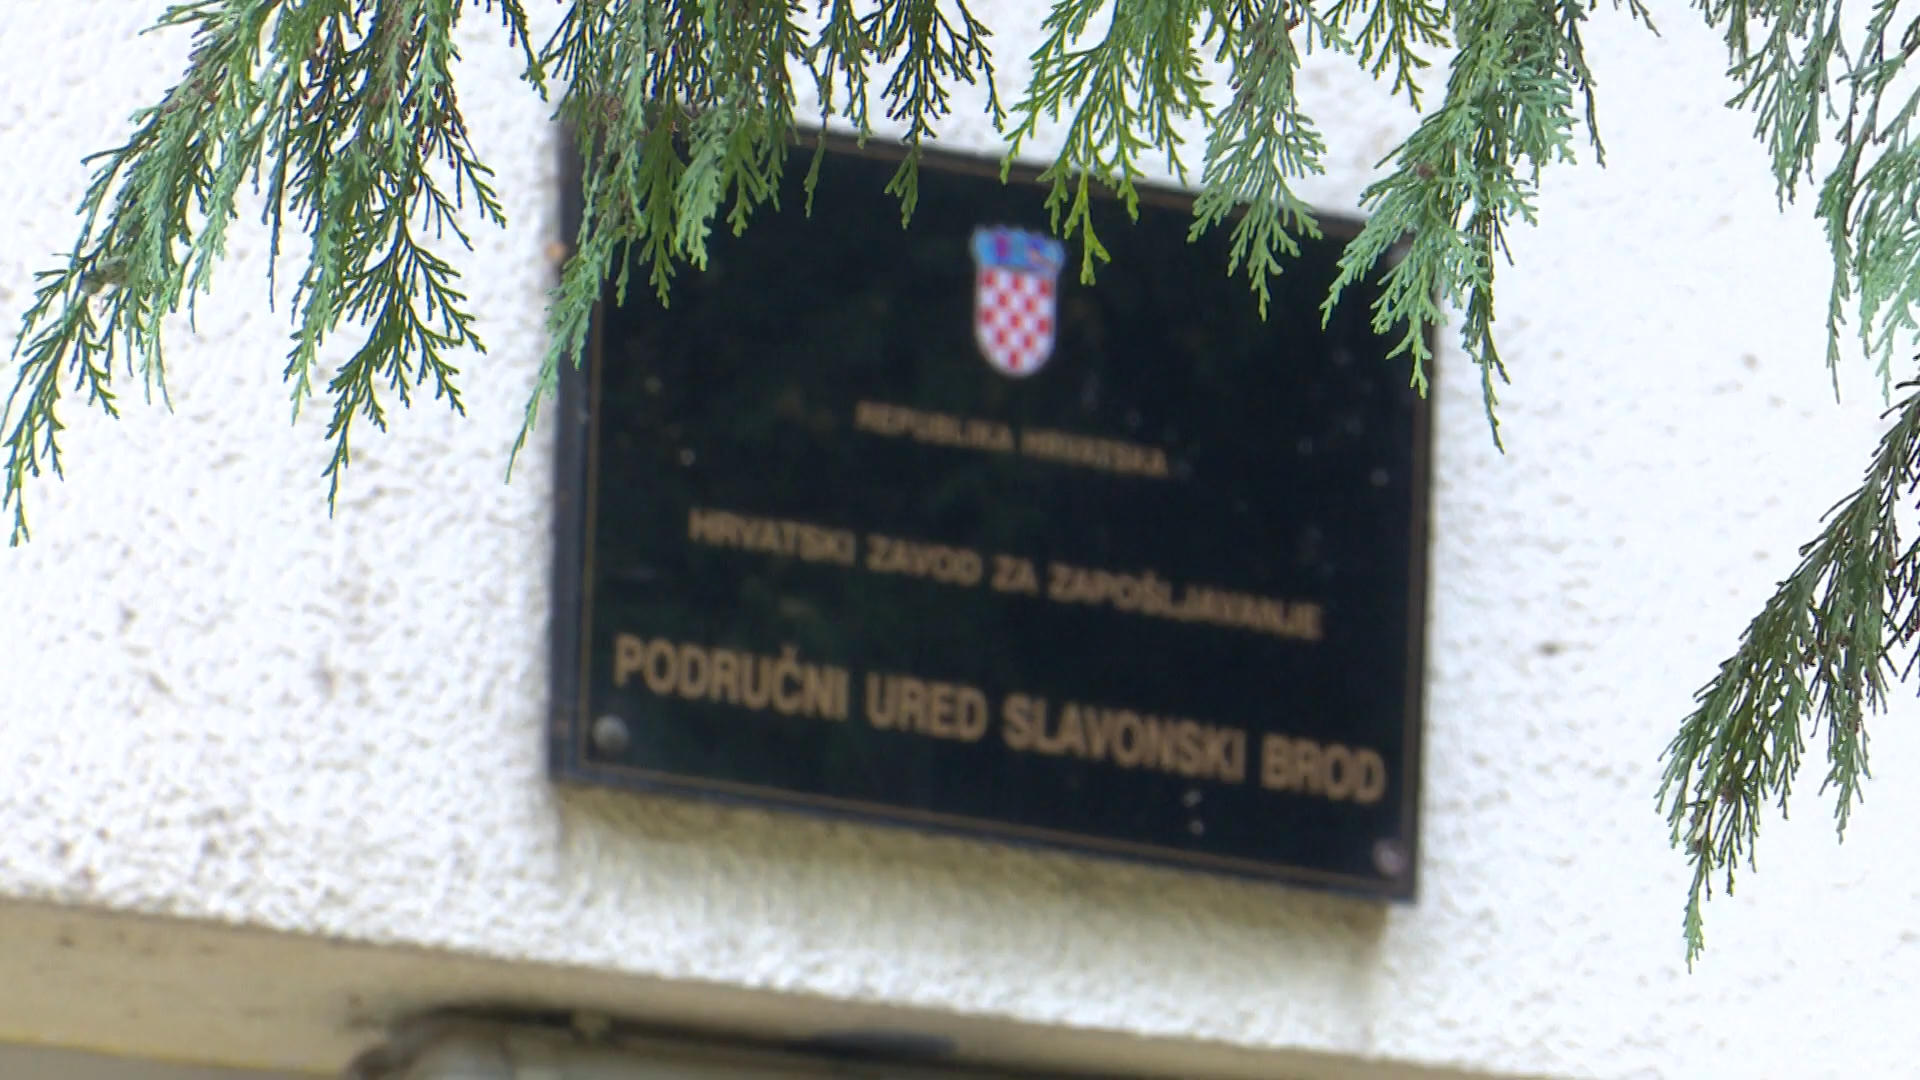 REPUBLIKA HRVATSKA
HRVATSKI ZAVOD ZA ZAPOŠLJAVANJE
PODRUČNI URED SLAVONSKI BROD